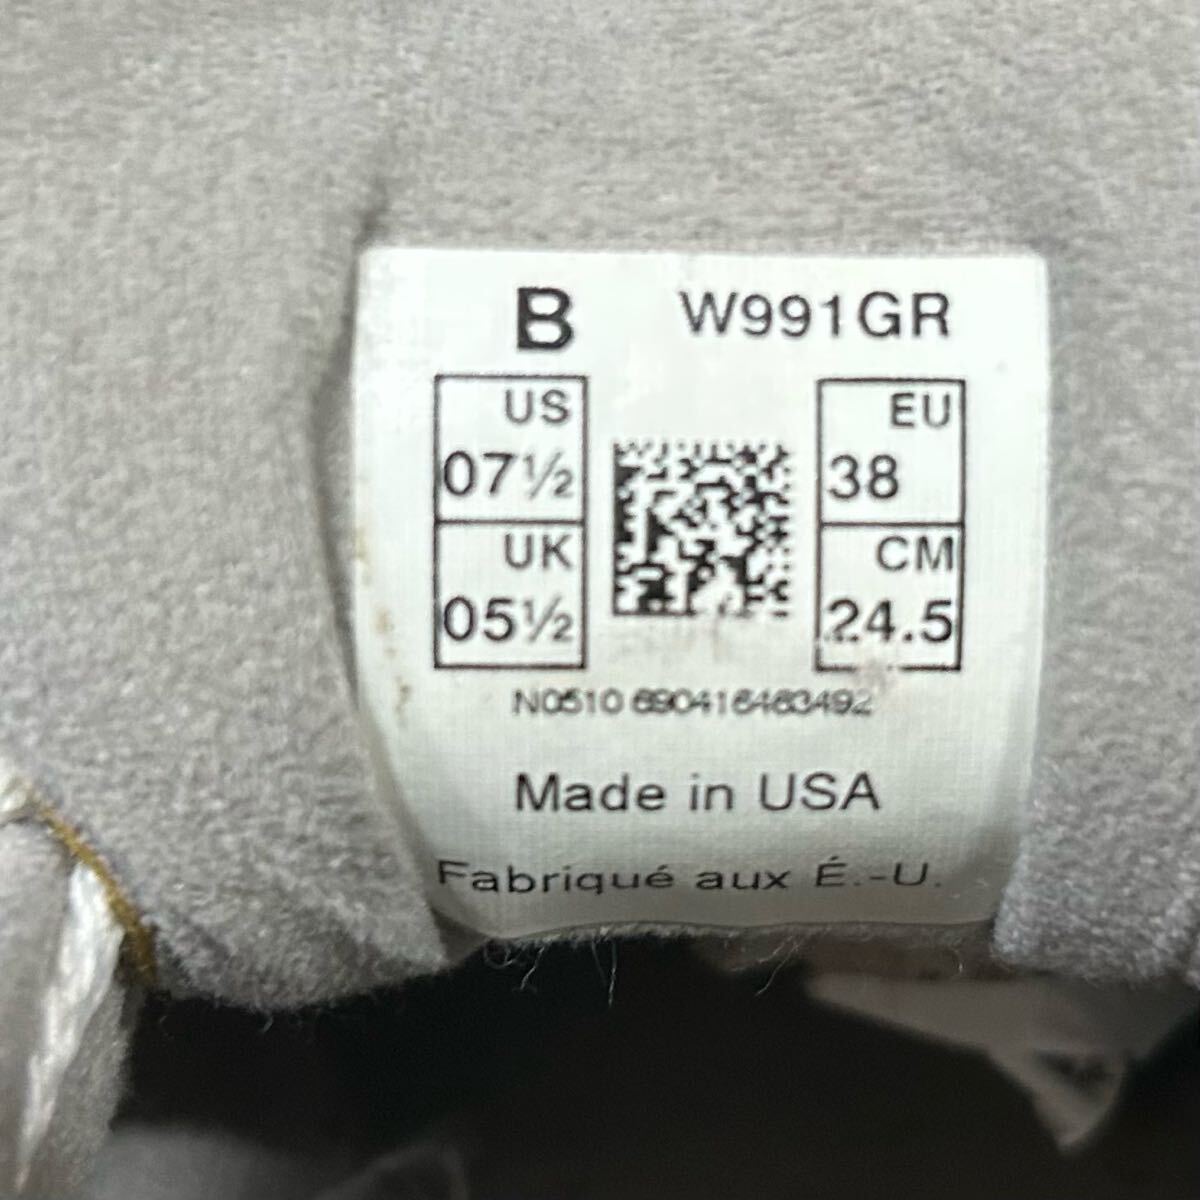 B W991GR
US
07½
EU
38
UK
05½
CM
24.5
N0510 690416463492
Made in USA
Fabriqué aux É.-U.